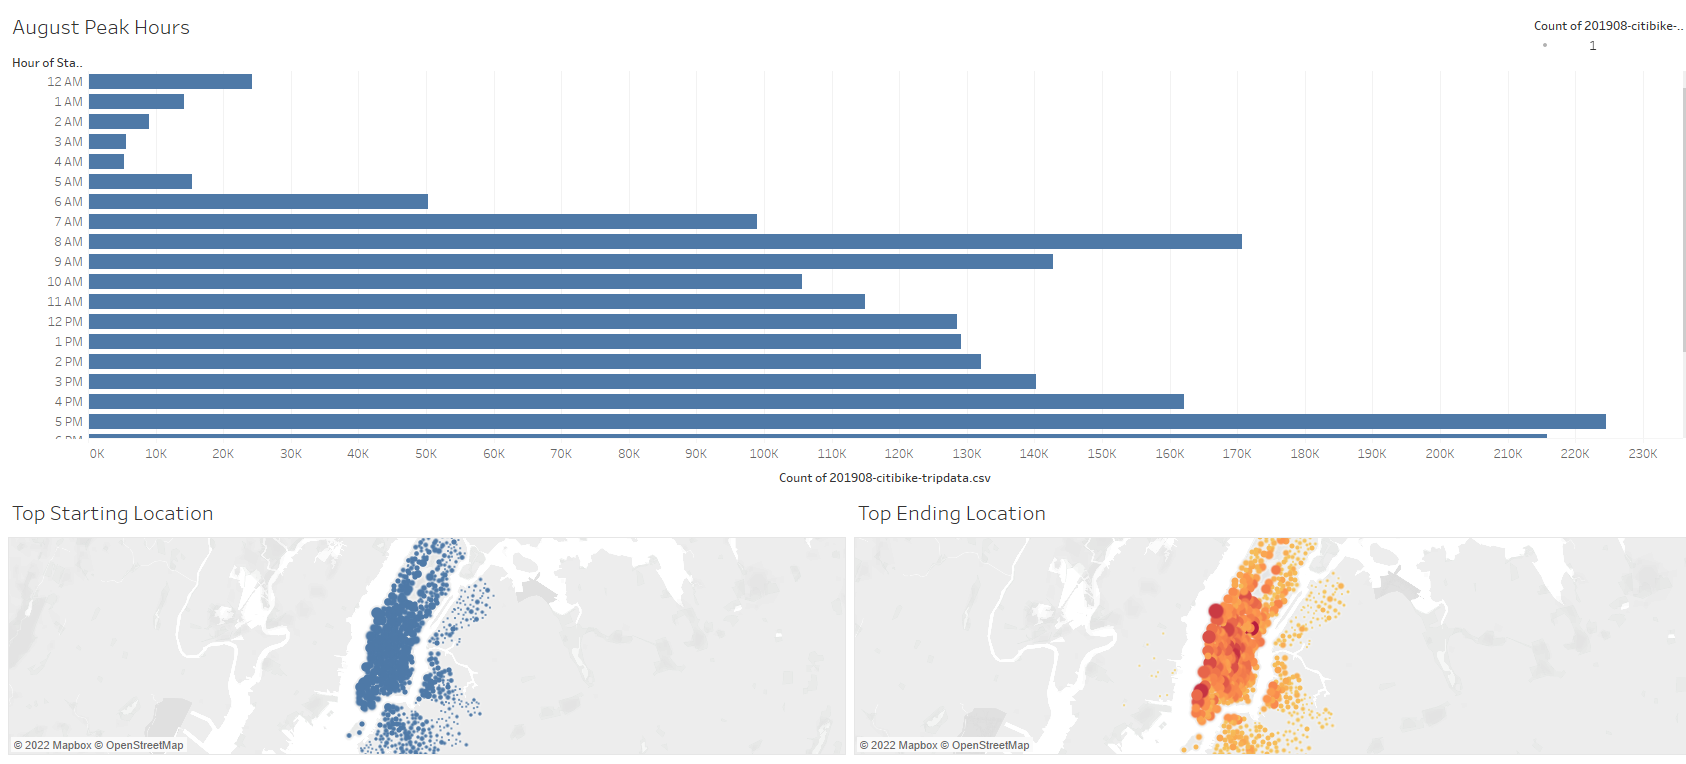 August Peak Hours
Count of 201908-citibike-..
1
Hour of Sta..
12 AM
1 AM
2 AM
3 AM
4 AM
5 AM
6 AM
7 AM
8 AM
9 AM
10 AM
11 AM
12 PM
1 PM
2 PM
3 PM
4 PM
5 PM
6 PM
0K 10K 20K 30K 40K 50K 60K 70K 80K 90K 100K 110K 120K 130K 140K 150K 160K 170K 180K 190K 200K 210K 220K 230K
Count of 201908-citibike-tripdata.csv
Top Starting Location
Top Ending Location
© 2022 Mapbox © OpenStreetMap
© 2022 Mapbox © OpenStreetMap